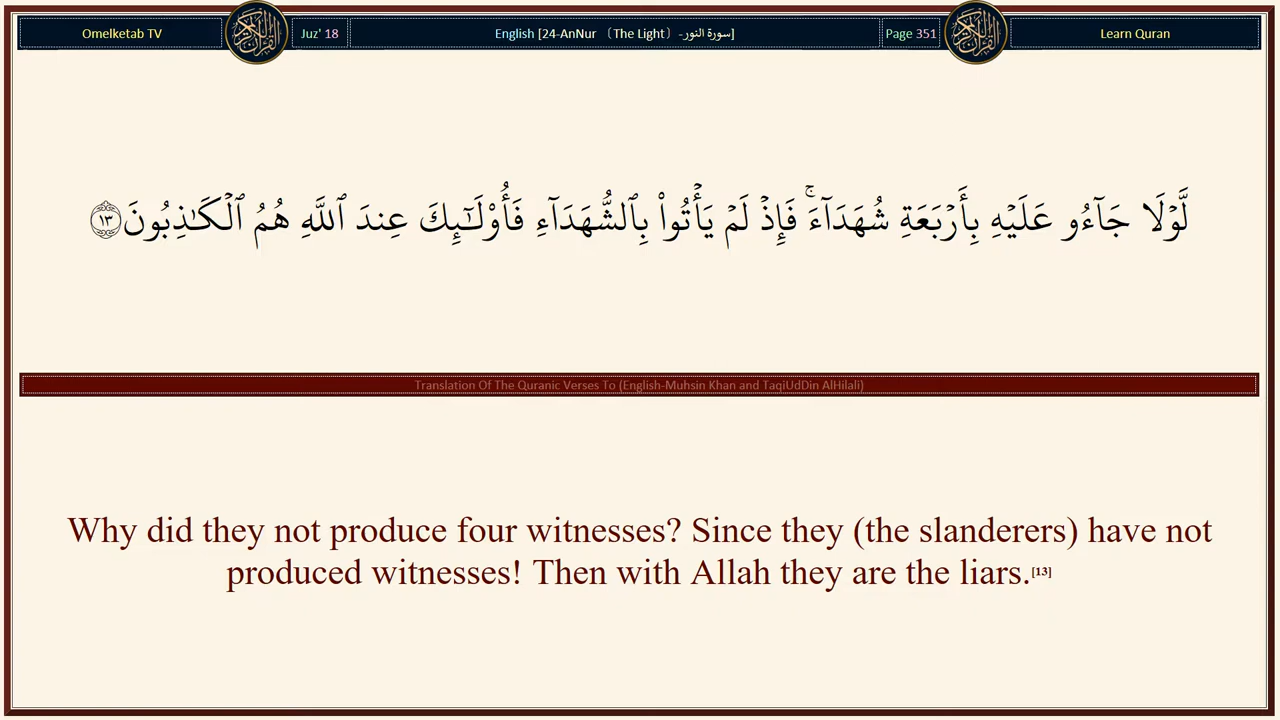 Omelketab TV
Juz' 18
English [24-AnNur （The Light）-سورة النور]
Page 351
Learn Quran
لَّوۡلَا جَآءُو عَلَيۡهِ بِأَرۡبَعَةِ شُهَدَآءَۚ فَإِذۡ لَمۡ يَأۡتُواْ بِٱلشُّهَدَآءِ فَأُوْلَـٰٓئِكَ عِندَ ٱللَّهِ هُمُ ٱلۡكَـٰذِبُونَ ١٣
Translation Of The Quranic Verses To (English-Muhsin Khan and TaqiUdDin AlHilali)
Why did they not produce four witnesses? Since they (the slanderers) have not
produced witnesses! Then with Allah they are the liars.[13]